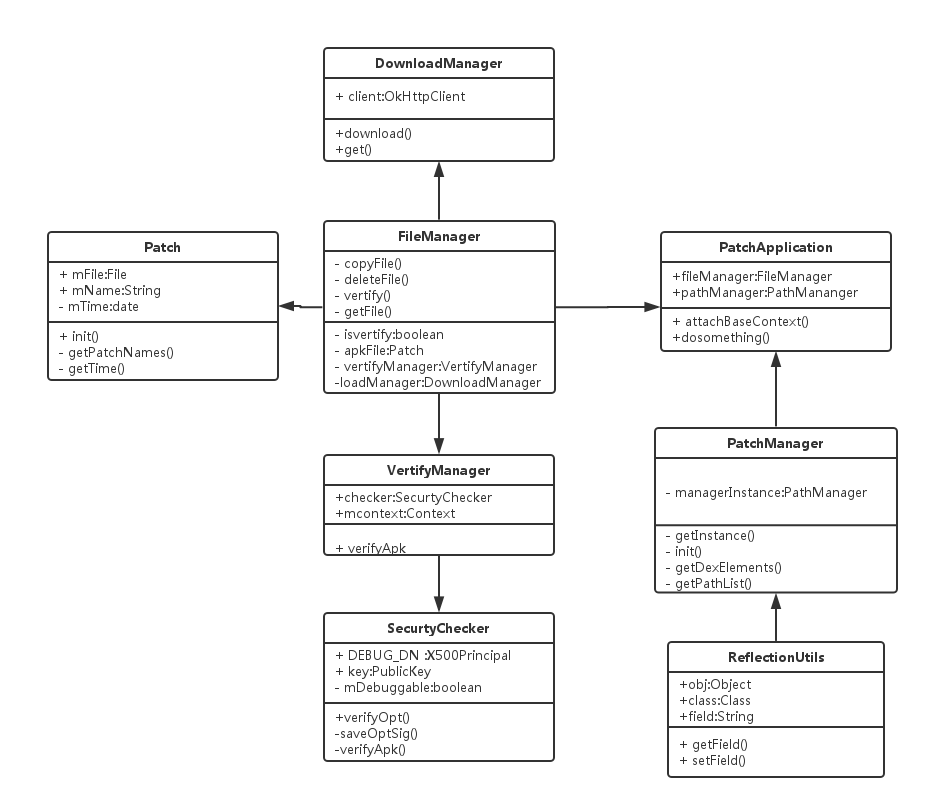 DownloadManager
+ client:OkHttpClient
+download()
+get()
FileManager
- copyFile()
- deleteFile()
- vertify()
- getFile()
- isvertify:boolean
- apkFile:Patch
- vertifyManager:VertifyManager
-loadManager:DownloadManager
Patch
+ mFile:File
+ mName:String
- mTime:date
+ init()
- getPatchNames()
- getTime()
PatchApplication
+fileManager:FileManager
+pathManager:PathMananger
+ attachBaseContext()
+dosomething()
VertifyManager
+checker:SecurtyChecker
+mcontext:Context
+ verifyApk
PatchManager
- managerInstance:PathManager
- getInstance()
- init()
- getDexElements()
- getPathList()
SecurtyChecker
+ DEBUG_DN :X500Principal
+ key:PublicKey
- mDebuggable:boolean
+verifyOpt()
-saveOptSig()
-verifyApk()
ReflectionUtils
+obj:Object
+class:Class
+field:String
+ getField()
+ setField()